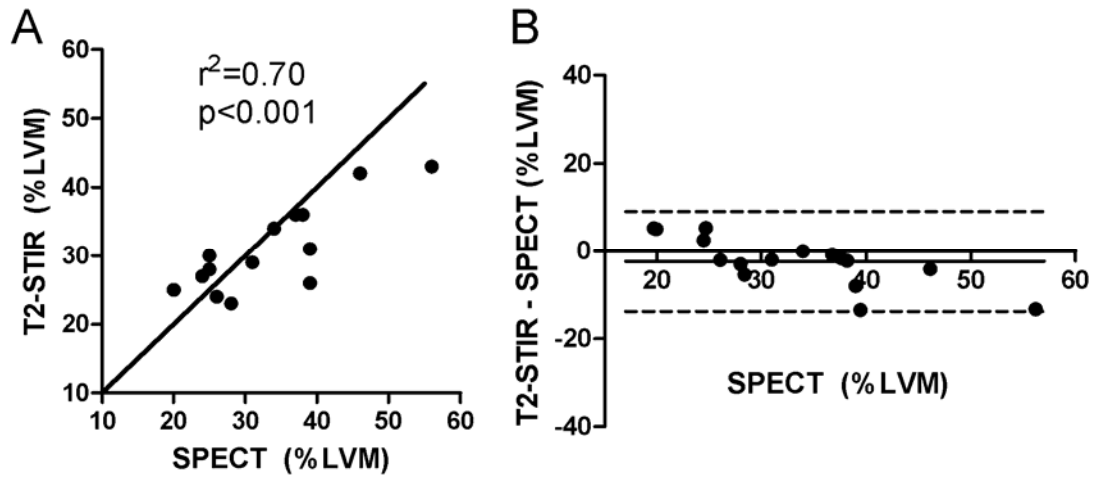 A
r²=0.70
p<0.001
T2-STIR (%LVM)
60
50
40
30
20
10
10 20 30 40 50 60
SPECT (%LVM)
B
T2-STIR - SPECT (%LVM)
40
20
0
-20
-40
20 30 40 50 60
SPECT (%LVM)